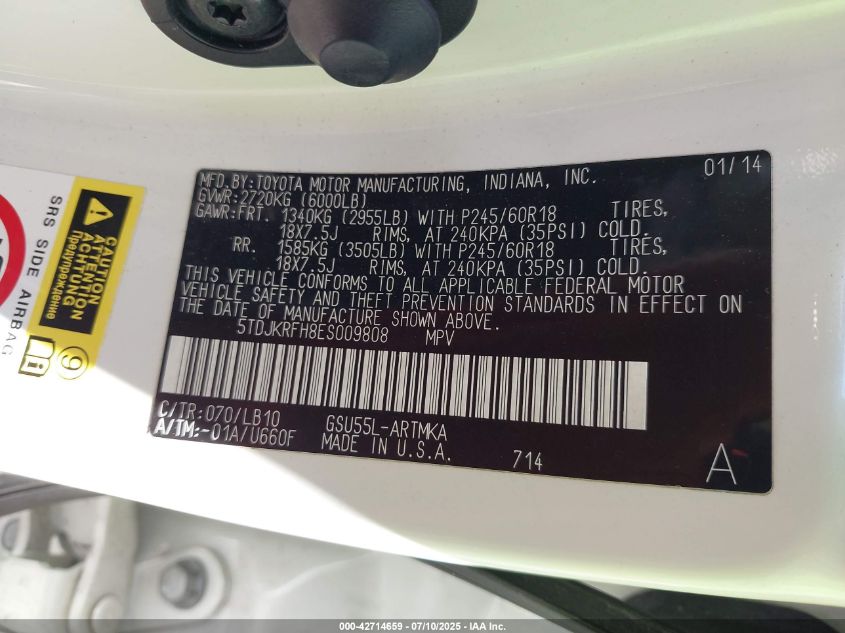 MFD.BY:TOYOTA MOTOR MANUFACTURING, INDIANA, INC. 01/14
GVWR:2720KG (6000LB)
GAWR:FRT. 1340KG (2955LB) WITH P245/60R18 TIRES,
18X7.5J RIMS, AT 240KPA (35PSI) COLD.
RR. 1585KG (3505LB) WITH P245/60R18 TIRES,
18X7.5J RIMS, AT 240KPA (35PSI) COLD.
THIS VEHICLE CONFORMS TO ALL APPLICABLE FEDERAL MOTOR
VEHICLE SAFETY AND THEFT PREVENTION STANDARDS IN EFFECT ON
THE DATE OF MANUFACTURE SHOWN ABOVE.
5TDJKRFH8ES009808 MPV
C/TR:070/LB10 GSU55L-ARTMKA
A/TM:-01A/U660F MADE IN U.S.A. 714 A
SRS SIDE AIRBAG
CAUTION
ATTENTION
ACHTUNG
Предупреждение
9
000-42714659 - 07/10/2025 - IAA Inc.